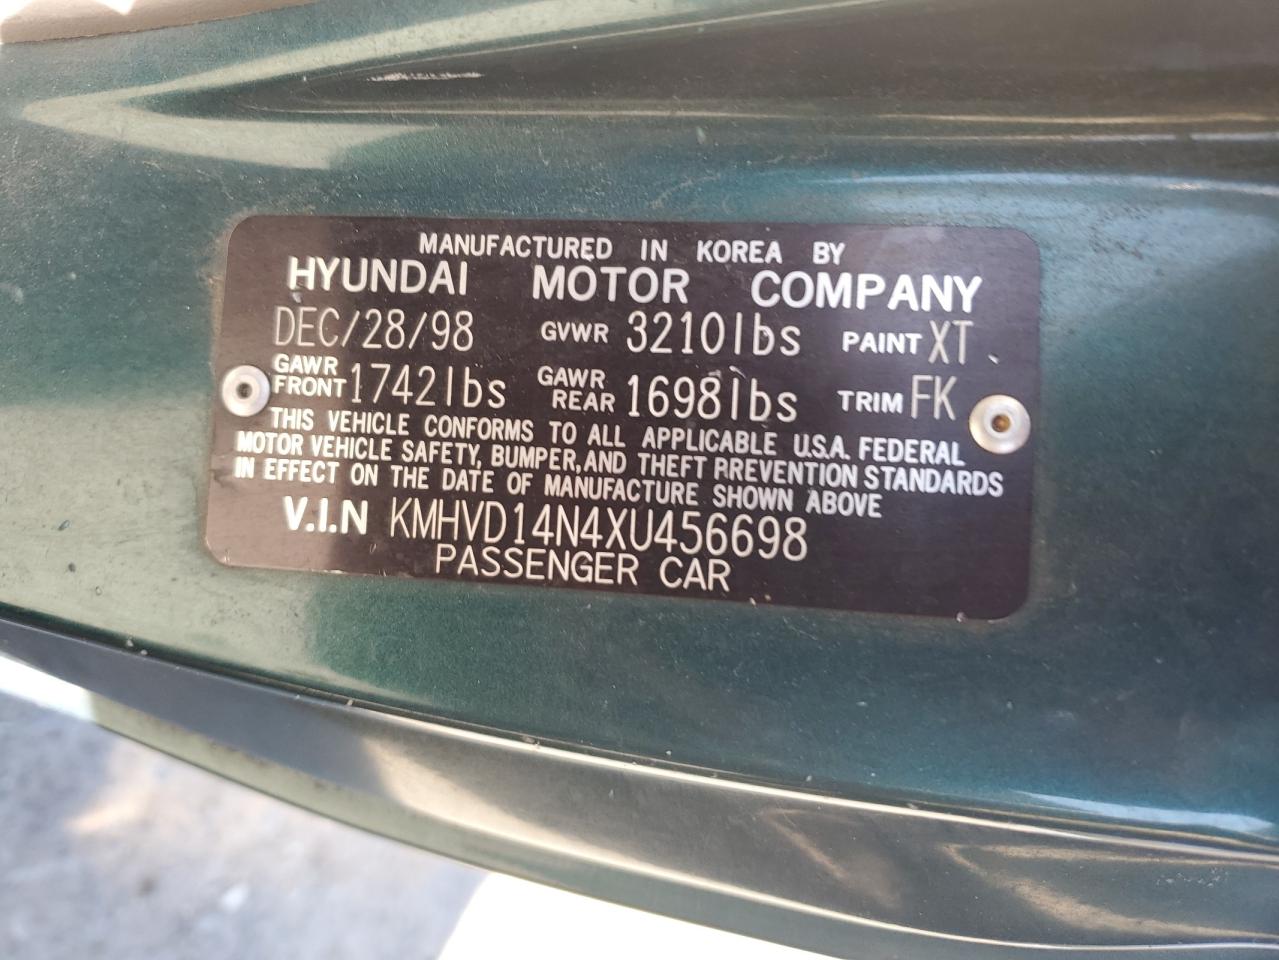 MANUFACTURED IN KOREA BY
HYUNDAI MOTOR COMPANY
DEC/28/98 GVWR 3210lbs PAINT XT
GAWR FRONT 1742lbs GAWR REAR 1698lbs TRIM FK
THIS VEHICLE CONFORMS TO ALL APPLICABLE U.S.A. FEDERAL
MOTOR VEHICLE SAFETY, BUMPER, AND THEFT PREVENTION STANDARDS
IN EFFECT ON THE DATE OF MANUFACTURE SHOWN ABOVE
V.I.N KMHVD14N4XU456698
PASSENGER CAR